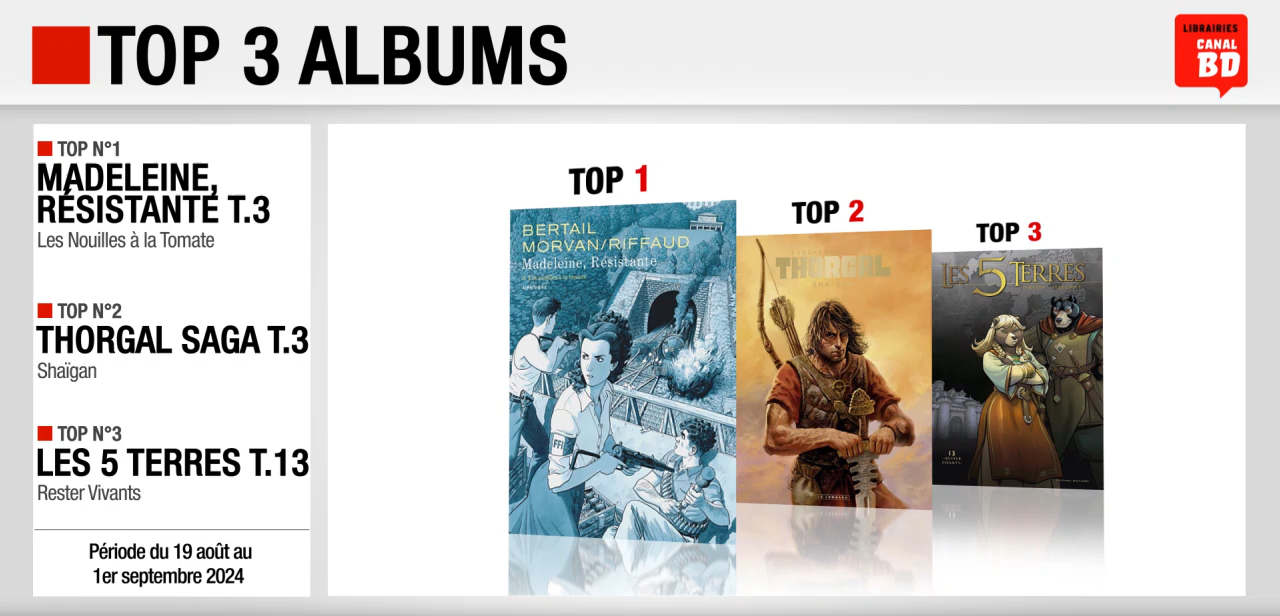 TOP 3 ALBUMS
LIBRAIRIES
CANAL
BD
TOP N°1
MADELEINE,
RÉSISTANTE T.3
Les Nouilles à la Tomate
TOP N°2
THORGAL SAGA T.3
Shaïgan
TOP N°3
LES 5 TERRES T.13
Rester Vivants
Période du 19 août au
1er septembre 2024
TOP 1
BERTAIL
MORVAN/RIFFAUD
Madeleine, Résistante
FFI
TOP 2
THORGAL
TOP 3
LES 5 TERRES
13